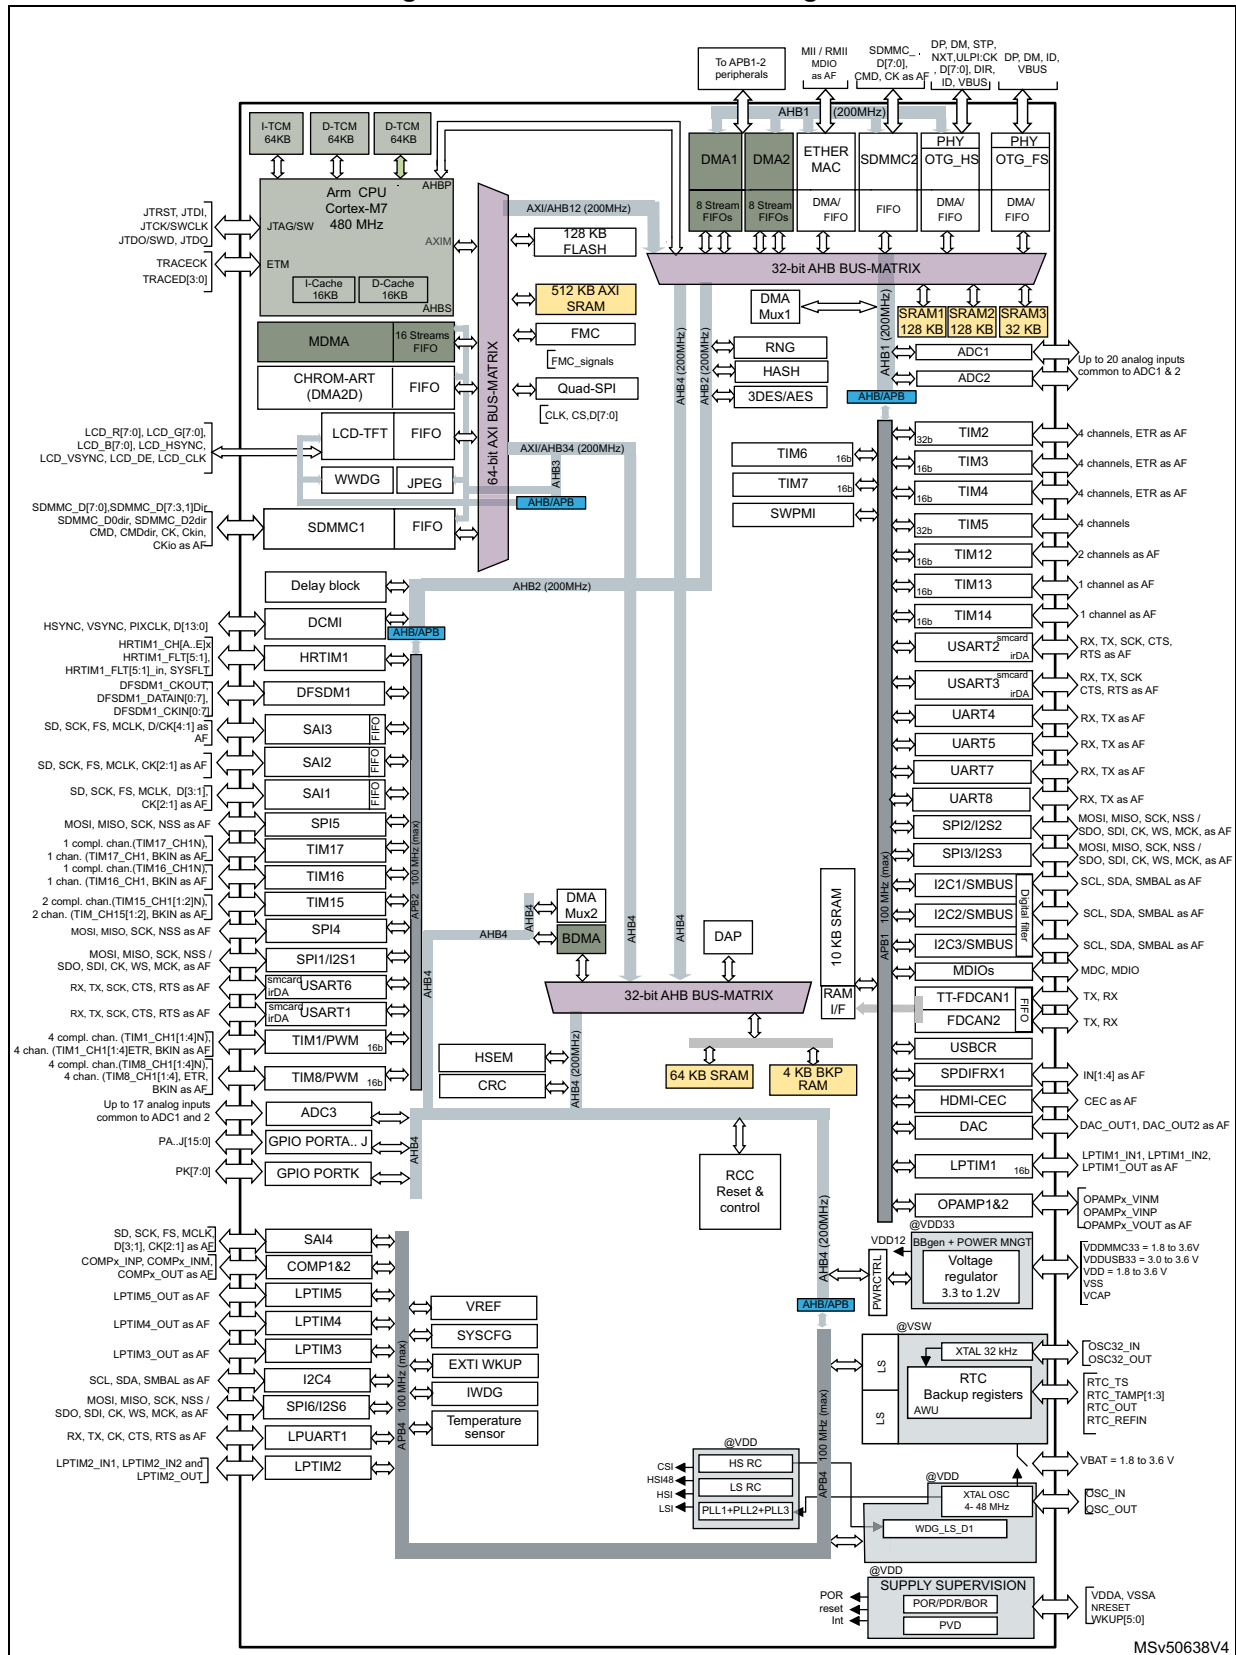 To APB1-2
peripherals
MII / RMII
MDIO
as AF
SDMMC_
D[7:0],
CMD, CK as AF
DP, DM, STP,
NXT,ULPI:CK
, D[7:0], DIR,
ID, VBUS
DP, DM, ID,
VBUS
AHB1 (200MHz)
I-TCM
64KB
D-TCM
64KB
D-TCM
64KB
AHBP
Arm CPU
Cortex-M7
480 MHz
JTRST, JTDI,
JTCK/SWCLK
JTDO/SWD, JTDO
JTAG/SW
AXIM
TRACECK
TRACED[3:0]
ETM
I-Cache
16KB
D-Cache
16KB
AHBS
DMA1
8 Stream
FIFOs
DMA2
8 Stream
FIFOs
ETHER
MAC
DMA/
FIFO
SDMMC2
FIFO
PHY
OTG_HS
DMA/
FIFO
PHY
OTG_FS
DMA/
FIFO
AXI/AHB12 (200MHz)
128 KB
FLASH
512 KB AXI
SRAM
FMC
FMC_signals
Quad-SPI
CLK, CS,D[7:0]
64-bit AXI BUS-MATRIX
32-bit AHB BUS-MATRIX
DMA
Mux1
SRAM1
128 KB
SRAM2
128 KB
SRAM3
32 KB
MDMA
16 Streams
FIFO
CHROM-ART
(DMA2D)
FIFO
LCD_R[7:0], LCD_G[7:0],
LCD_B[7:0], LCD_HSYNC,
LCD_VSYNC, LCD_DE, LCD_CLK
LCD-TFT
FIFO
WWDG
JPEG
AXI/AHB34 (200MHz)
AHB3
AHB/APB
SDMMC_D[7:0],SDMMC_D[7:3,1]Dir
SDMMC_D0dir, SDMMC_D2dir
CMD, CMDdir, CK, Ckin,
CKio as AF
SDMMC1
FIFO
AHB4 (200MHz)
AHB2 (200MHz)
AHB1 (200MHz)
RNG
HASH
3DES/AES
ADC1
ADC2
Up to 20 analog inputs
common to ADC1 & 2
AHB/APB
TIM6
16b
TIM7
16b
SWPMI
TIM2
32b
4 channels, ETR as AF
TIM3
16b
4 channels, ETR as AF
TIM4
16b
4 channels, ETR as AF
TIM5
32b
4 channels
TIM12
16b
2 channels as AF
TIM13
16b
1 channel as AF
TIM14
16b
1 channel as AF
USART2
smcard
irDA
RX, TX, SCK, CTS,
RTS as AF
USART3
smcard
irDA
RX, TX, SCK
CTS, RTS as AF
UART4
RX, TX as AF
UART5
RX, TX as AF
UART7
RX, TX as AF
UART8
RX, TX as AF
SPI2/I2S2
MOSI, MISO, SCK, NSS /
SDO, SDI, CK, WS, MCK, as AF
SPI3/I2S3
MOSI, MISO, SCK, NSS /
SDO, SDI, CK, WS, MCK, as AF
I2C1/SMBUS
SCL, SDA, SMBAL as AF
I2C2/SMBUS
SCL, SDA, SMBAL as AF
I2C3/SMBUS
SCL, SDA, SMBAL as AF
Digital filter
MDIOs
MDC, MDIO
TT-FDCAN1
TX, RX
FDCAN2
TX, RX
FIFO
USBCR
SPDIFRX1
IN[1:4] as AF
HDMI-CEC
CEC as AF
DAC
DAC_OUT1, DAC_OUT2 as AF
LPTIM1
16b
LPTIM1_IN1, LPTIM1_IN2,
LPTIM1_OUT as AF
OPAMP1&2
OPAMPx_VINM
OPAMPx_VINP
OPAMPx_VOUT as AF
APB1 100 MHz (max)
10 KB SRAM
RAM
I/F
Delay block
AHB2 (200MHz)
HSYNC, VSYNC, PIXCLK, D[13:0]
DCMI
AHB/APB
HRTIM1_CH[A..E]x
HRTIM1_FLT[5:1],
HRTIM1_FLT[5:1]_in, SYSFLT
HRTIM1
DFSDM1_CKOUT,
DFSDM1_DATAIN[0:7],
DFSDM1_CKIN[0:7]
DFSDM1
SD, SCK, FS, MCLK, D/CK[4:1] as
AF
SAI3
FIFO
SD, SCK, FS, MCLK, CK[2:1] as AF
SAI2
FIFO
SD, SCK, FS, MCLK, D[3:1],
CK[2:1] as AF
SAI1
FIFO
MOSI, MISO, SCK, NSS as AF
SPI5
1 compl. chan.(TIM17_CH1N),
1 chan. (TIM17_CH1, BKIN as AF
TIM17
1 compl. chan.(TIM16_CH1N),
1 chan. (TIM16_CH1, BKIN as AF
TIM16
2 compl. chan.(TIM15_CH1[1:2]N),
2 chan. (TIM_CH15[1:2], BKIN as AF
TIM15
MOSI, MISO, SCK, NSS as AF
SPI4
MOSI, MISO, SCK, NSS /
SDO, SDI, CK, WS, MCK, as AF
SPI1/I2S1
RX, TX, SCK, CTS, RTS as AF
smcard
irDA
USART6
RX, TX, SCK, CTS, RTS as AF
smcard
irDA
USART1
4 compl. chan. (TIM1_CH1[1:4]N),
4 chan. (TIM1_CH1[1:4]ETR, BKIN as AF
TIM1/PWM
16b
4 compl. chan.(TIM8_CH1[1:4]N),
4 chan. (TIM8_CH1[1:4], ETR,
BKIN as AF
TIM8/PWM
16b
APB2 100 MHz (max)
AHB4
AHB4
AHB4
DMA
Mux2
BDMA
AHB4
AHB4
DAP
32-bit AHB BUS-MATRIX
HSEM
CRC
AHB4 (200MHz)
64 KB SRAM
4 KB BKP
RAM
Up to 17 analog inputs
common to ADC1 and 2
ADC3
PA..J[15:0]
GPIO PORTA.. J
PK[7:0]
GPIO PORTK
AHB4
RCC
Reset &
control
AHB4 (200MHz)
AHB/APB
SD, SCK, FS, MCLK,
D[3;1], CK[2:1] as AF
SAI4
COMPx_INP, COMPx_INM,
COMPx_OUT as AF
COMP1&2
LPTIM5_OUT as AF
LPTIM5
LPTIM4_OUT as AF
LPTIM4
LPTIM3_OUT as AF
LPTIM3
SCL, SDA, SMBAL as AF
I2C4
MOSI, MISO, SCK, NSS /
SDO, SDI, CK, WS, MCK, as AF
SPI6/I2S6
RX, TX, CK, CTS, RTS as AF
LPUART1
LPTIM2_IN1, LPTIM2_IN2 and
LPTIM2_OUT
LPTIM2
APB4 100 MHz (max)
VREF
SYSCFG
EXTI WKUP
IWDG
Temperature
sensor
APB4 100 MHz (max)
@VDD33
VDD12
BBgen + POWER MNGT
PWRCTRL
Voltage
regulator
3.3 to 1.2V
VDDMMC33 = 1.8 to 3.6V
VDDUSB33 = 3.0 to 3.6 V
VDD = 1.8 to 3.6 V
VSS
VCAP
@VSW
LS
LS
XTAL 32 kHz
OSC32_IN
OSC32_OUT
RTC
Backup registers
AWU
RTC_TS
RTC_TAMP[1:3]
RTC_OUT
RTC_REFIN
VBAT = 1.8 to 3.6 V
@VDD
CSI
HSI48
HSI
LSI
HS RC
LS RC
PLL1+PLL2+PLL3
@VDD
XTAL OSC
4- 48 MHz
OSC_IN
OSC_OUT
WDG_LS_D1
@VDD
SUPPLY SUPERVISION
POR
reset
Int
POR/PDR/BOR
PVD
VDDA, VSSA
NRESET
WKUP[5:0]
MSv50638V4